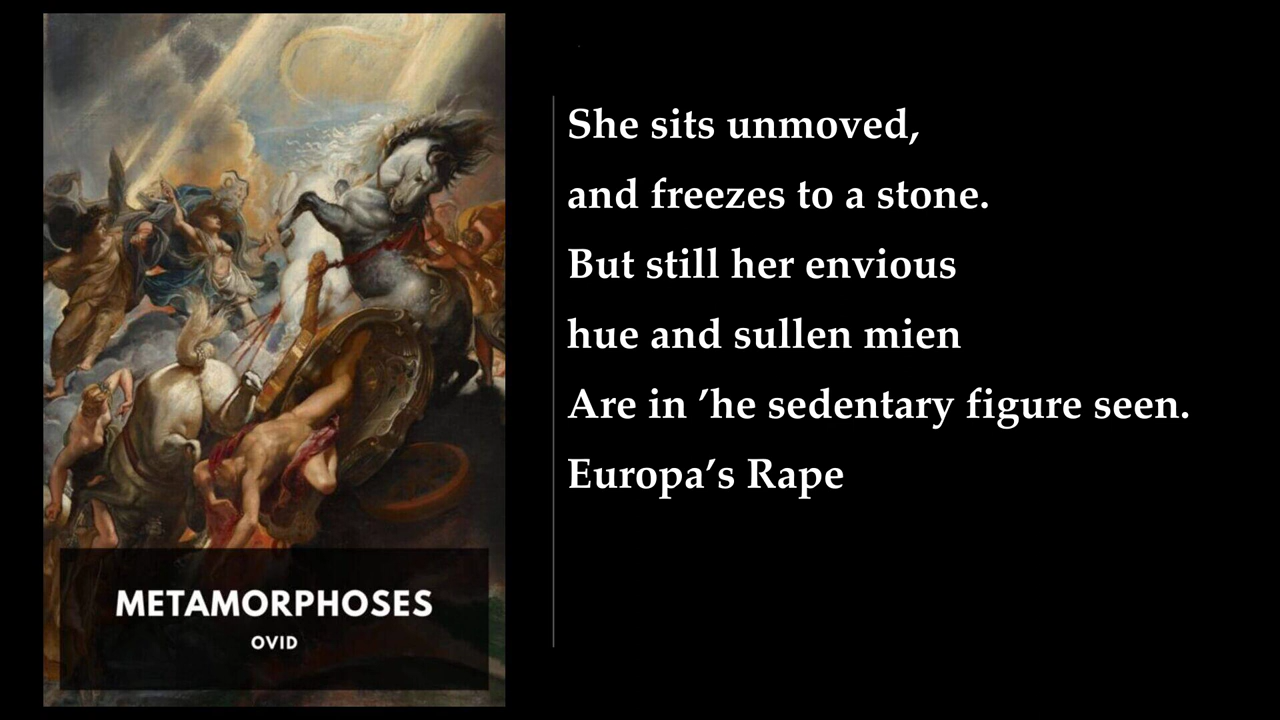 METAMORPHOSES
OVID
She sits unmoved,
and freezes to a stone.
But still her envious
hue and sullen mien
Are in ’he sedentary figure seen.
Europa’s Rape